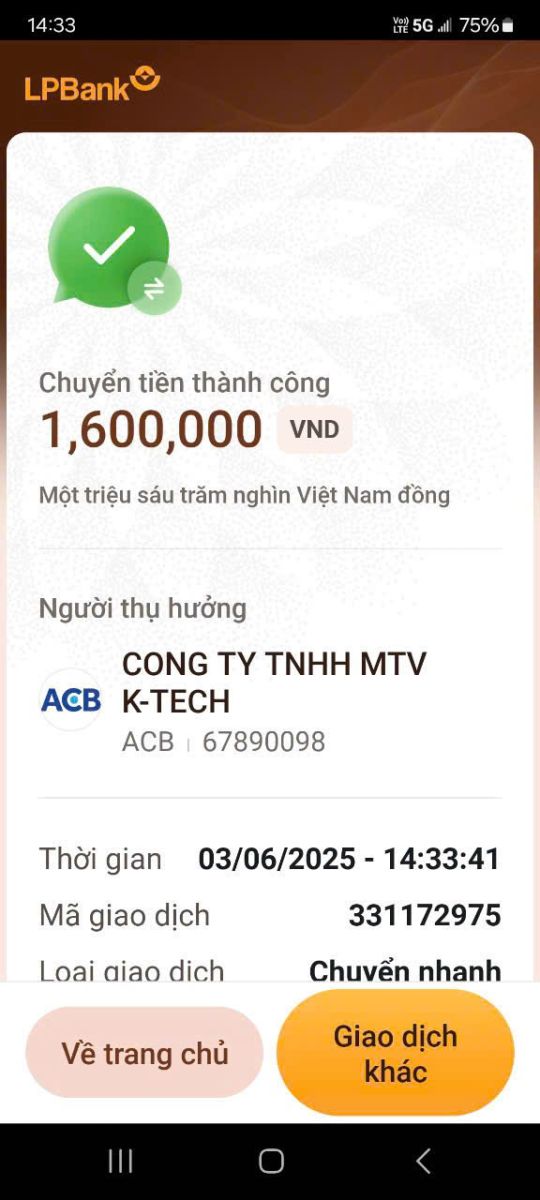 14:33
Vo))
LTE 5G 75%
LPBank
Chuyển tiền thành công
1,600,000 VND
Một triệu sáu trăm nghìn Việt Nam đồng
Người thụ hưởng
CONG TY TNHH MTV
K-TECH
ACB
ACB | 67890098
Thời gian 03/06/2025 - 14:33:41
Mã giao dịch 331172975
Loại giao dịch Chuyển nhanh
Về trang chủ
Giao dịch
khác